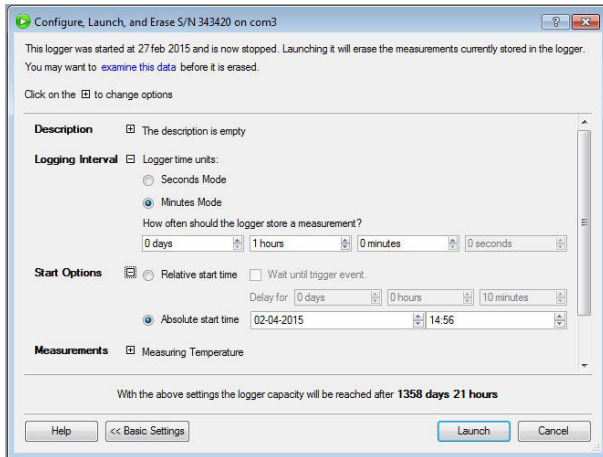 Configure, Launch, and Erase S/N 343420 on com3
This logger was started at 27 feb 2015 and is now stopped. Launching it will erase the measurements currently stored in the logger.
You may want to examine this data before it is erased.
Click on the ⊞ to change options
Description ⊞ The description is empty
Logging Interval ⊟ Logger time units:
Seconds Mode
Minutes Mode
How often should the logger store a measurement?
0 days 1 hours 0 minutes 0 seconds
Start Options ⊟ Relative start time Wait until trigger event.
Delay for 0 days 0 hours 10 minutes
Absolute start time 02-04-2015 14:56
Measurements ⊞ Measuring Temperature
With the above settings the logger capacity will be reached after 1358 days 21 hours
Help << Basic Settings Launch Cancel